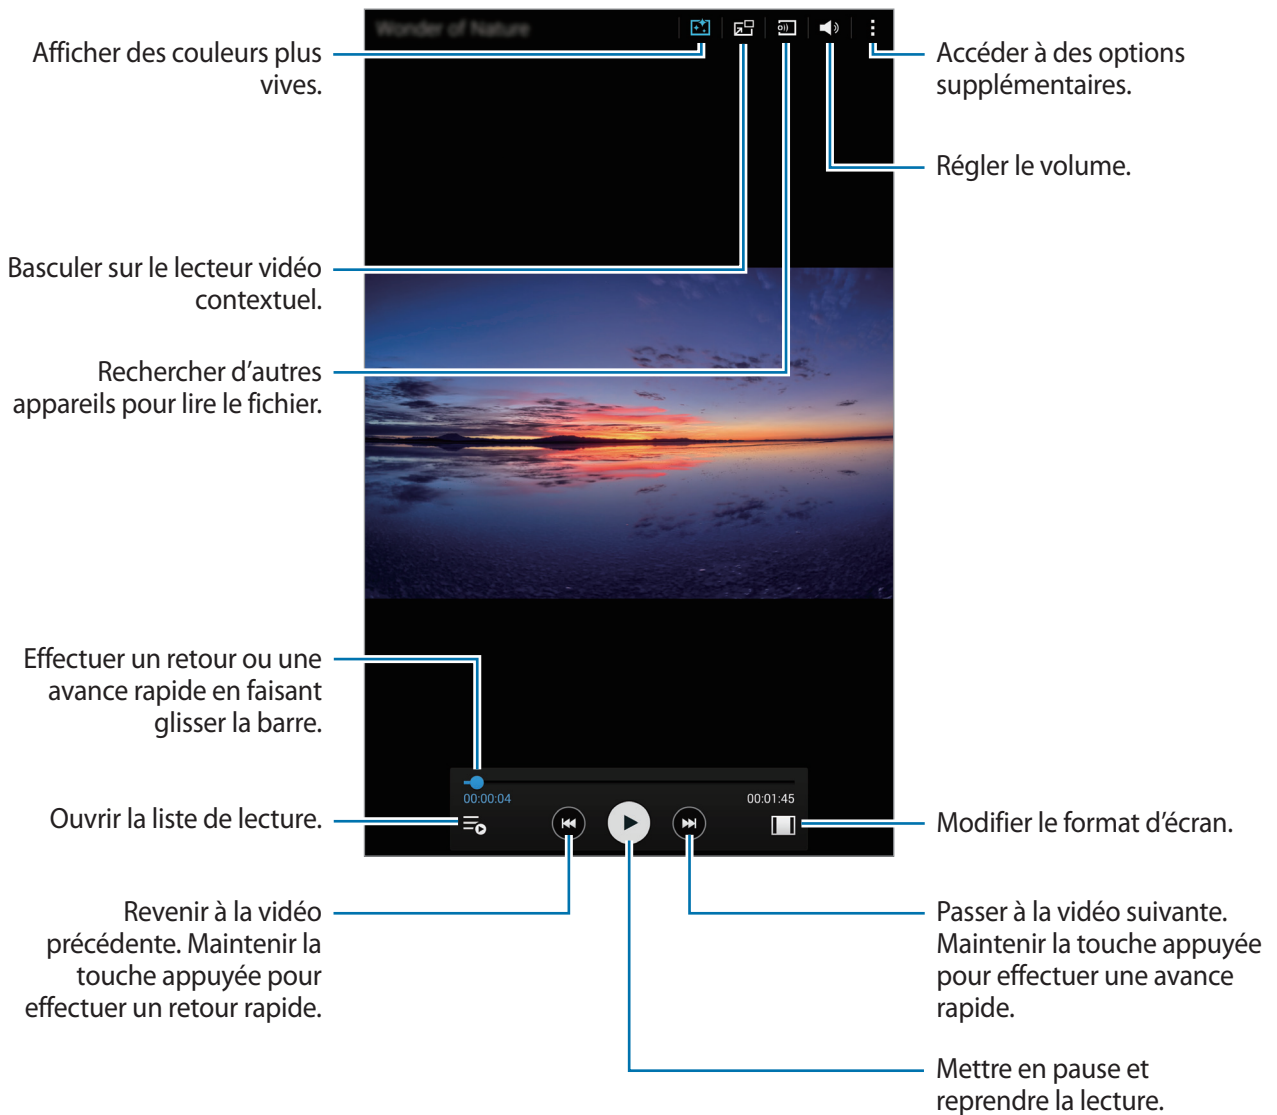 Wonder of Nature
Afficher des couleurs plus
vives.
Accéder à des options
supplémentaires.
Régler le volume.
Basculer sur le lecteur vidéo
contextuel.
Rechercher d'autres
appareils pour lire le fichier.
Effectuer un retour ou une
avance rapide en faisant
glisser la barre.
00:00:04
00:01:45
Ouvrir la liste de lecture.
Modifier le format d'écran.
Revenir à la vidéo
précédente. Maintenir la
touche appuyée pour
effectuer un retour rapide.
Passer à la vidéo suivante.
Maintenir la touche appuyée
pour effectuer une avance
rapide.
Mettre en pause et
reprendre la lecture.